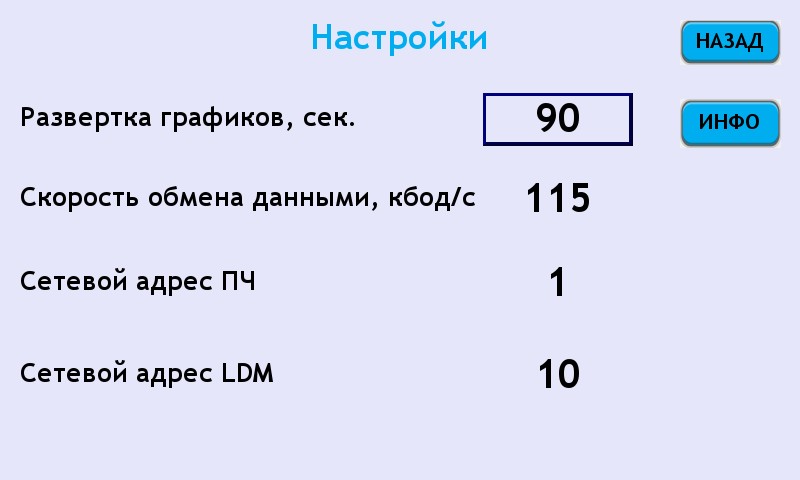 Настройки
НАЗАД
Развертка графиков, сек. 90
ИНФО
Скорость обмена данными, кбод/с 115
Сетевой адрес ПЧ 1
Сетевой адрес LDM 10